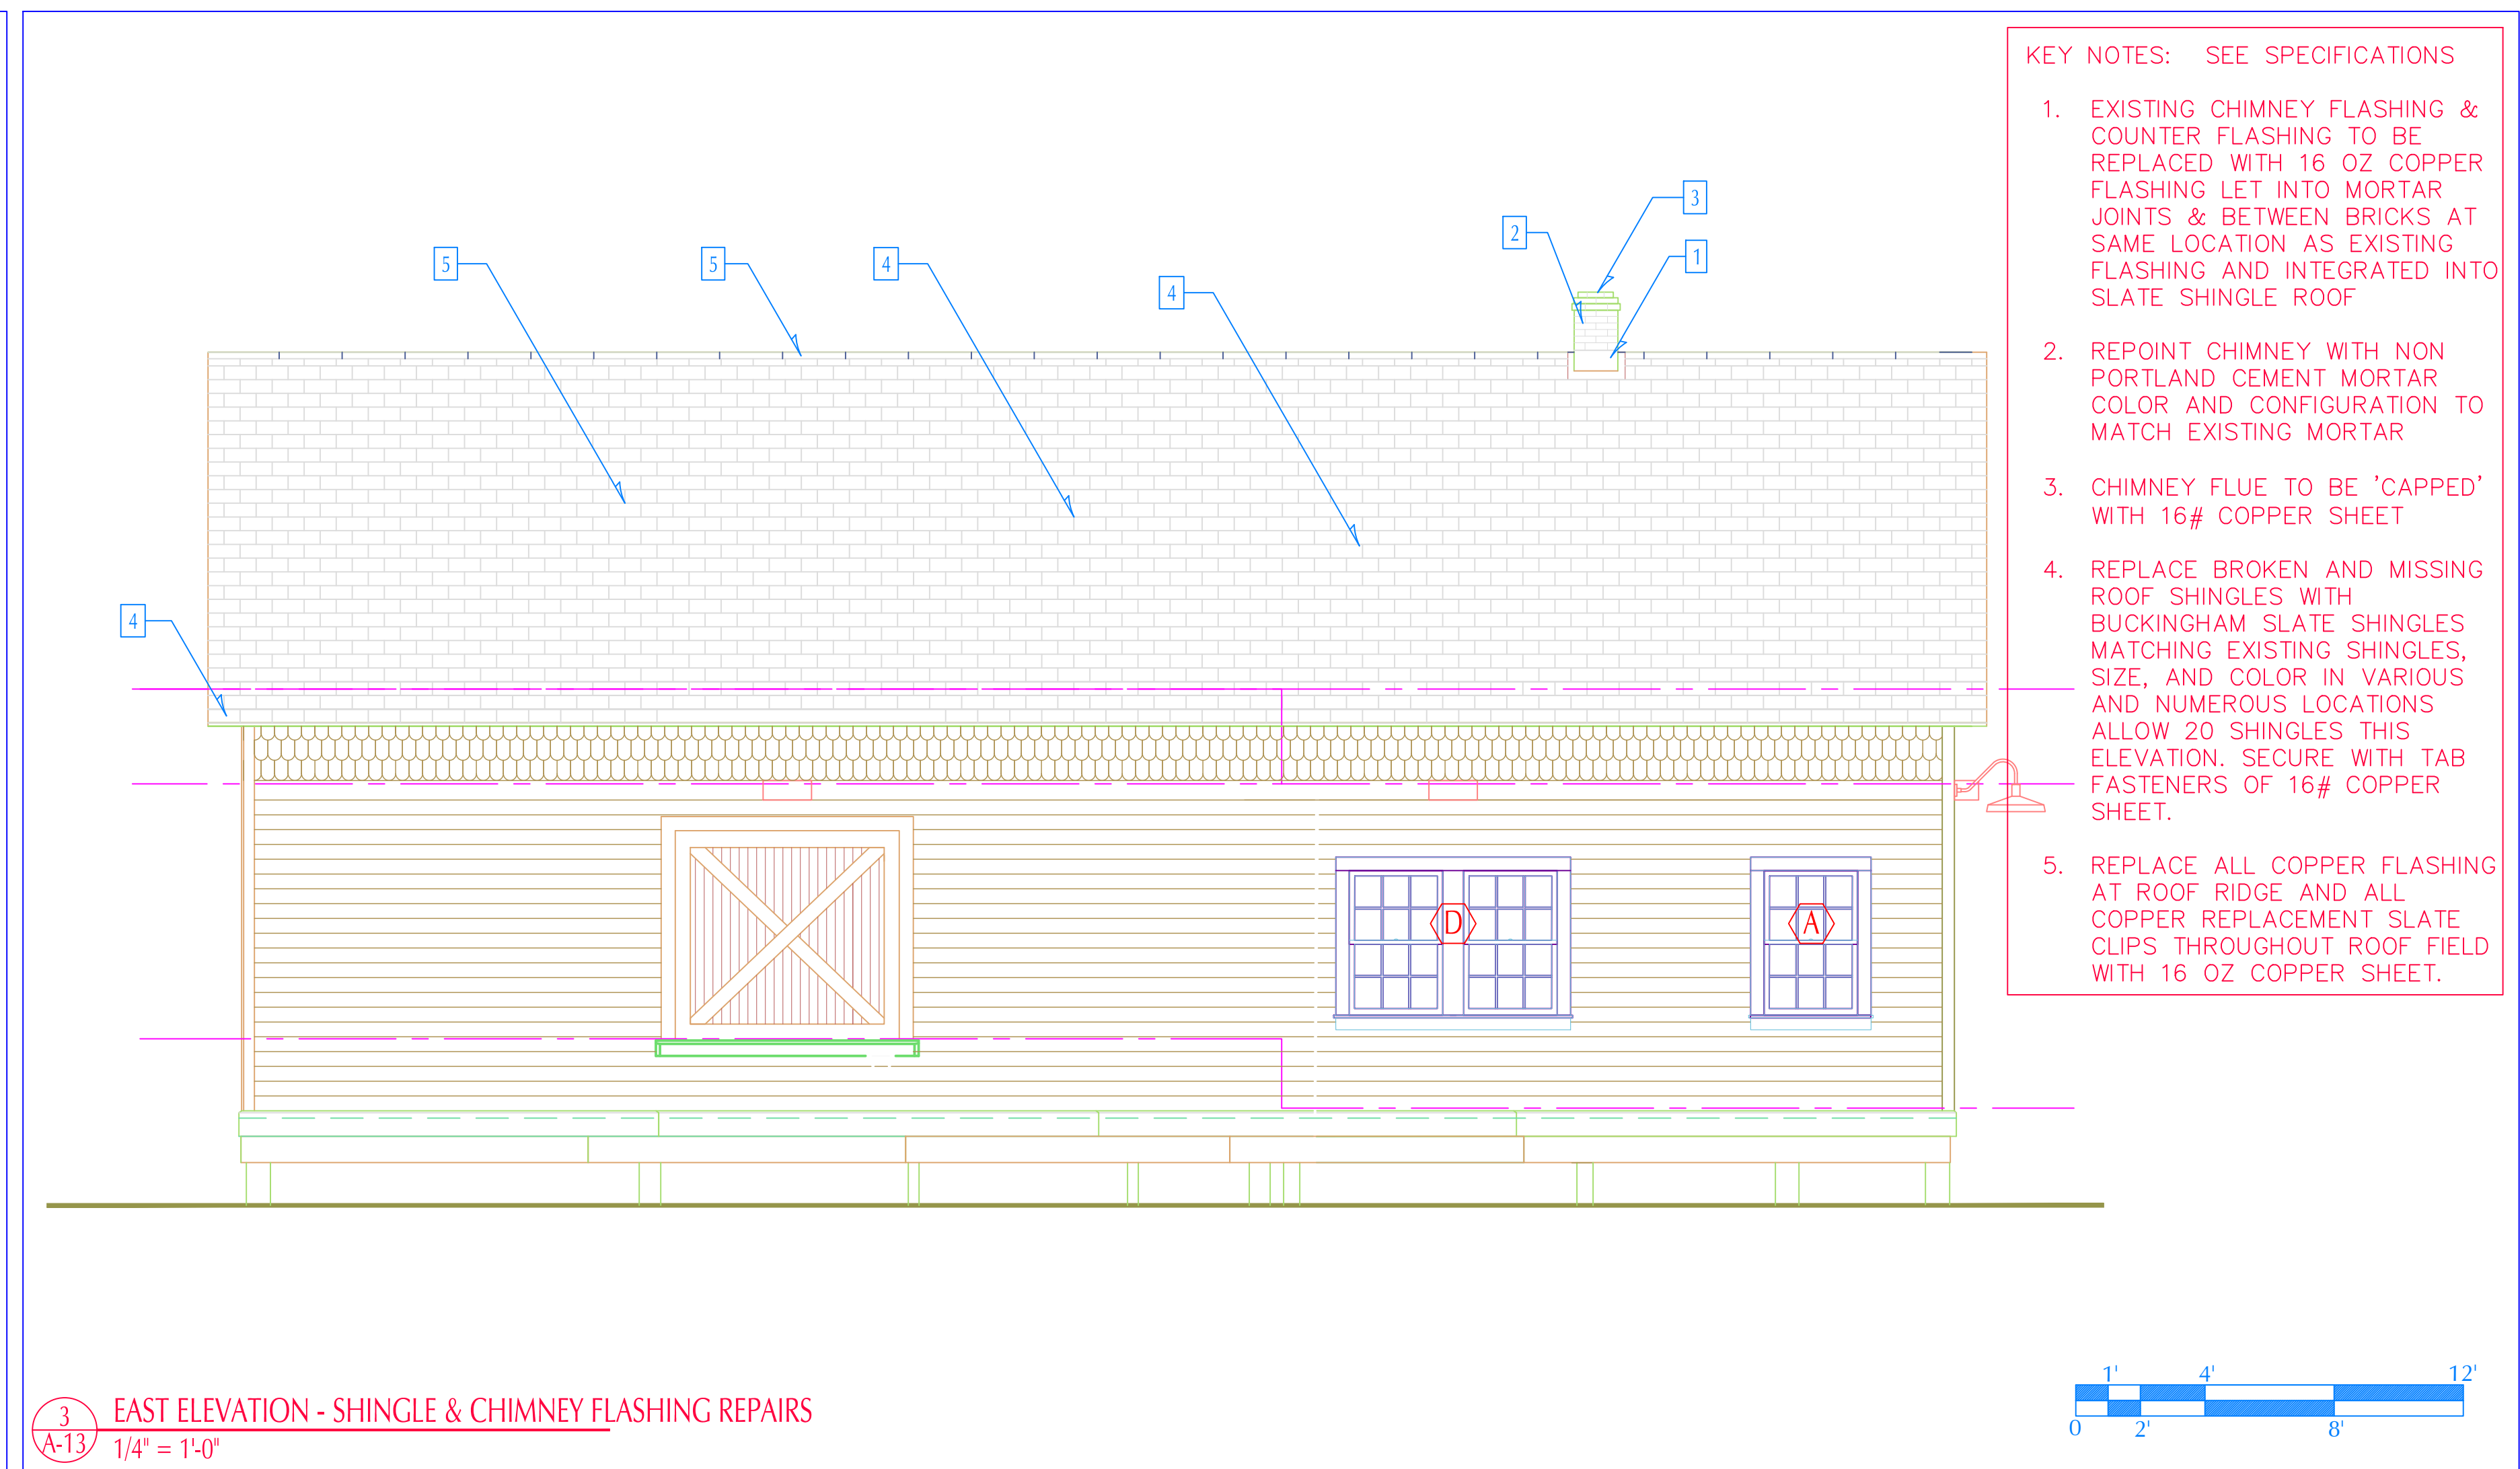 KEY NOTES: SEE SPECIFICATIONS
1. EXISTING CHIMNEY FLASHING &
COUNTER FLASHING TO BE
REPLACED WITH 16 OZ COPPER
FLASHING LET INTO MORTAR
JOINTS & BETWEEN BRICKS AT
SAME LOCATION AS EXISTING
FLASHING AND INTEGRATED INTO
SLATE SHINGLE ROOF
2. REPOINT CHIMNEY WITH NON
PORTLAND CEMENT MORTAR
COLOR AND CONFIGURATION TO
MATCH EXISTING MORTAR
3. CHIMNEY FLUE TO BE 'CAPPED'
WITH 16# COPPER SHEET
4. REPLACE BROKEN AND MISSING
ROOF SHINGLES WITH
BUCKINGHAM SLATE SHINGLES
MATCHING EXISTING SHINGLES,
SIZE, AND COLOR IN VARIOUS
AND NUMEROUS LOCATIONS
ALLOW 20 SHINGLES THIS
ELEVATION. SECURE WITH TAB
FASTENERS OF 16# COPPER
SHEET.
5. REPLACE ALL COPPER FLASHING
AT ROOF RIDGE AND ALL
COPPER REPLACEMENT SLATE
CLIPS THROUGHOUT ROOF FIELD
WITH 16 OZ COPPER SHEET.
3
2
1
5
5
4
4
4
D
A
3
A-13
EAST ELEVATION - SHINGLE & CHIMNEY FLASHING REPAIRS
1/4" = 1'-0"
1' 4' 12'
0 2' 8'